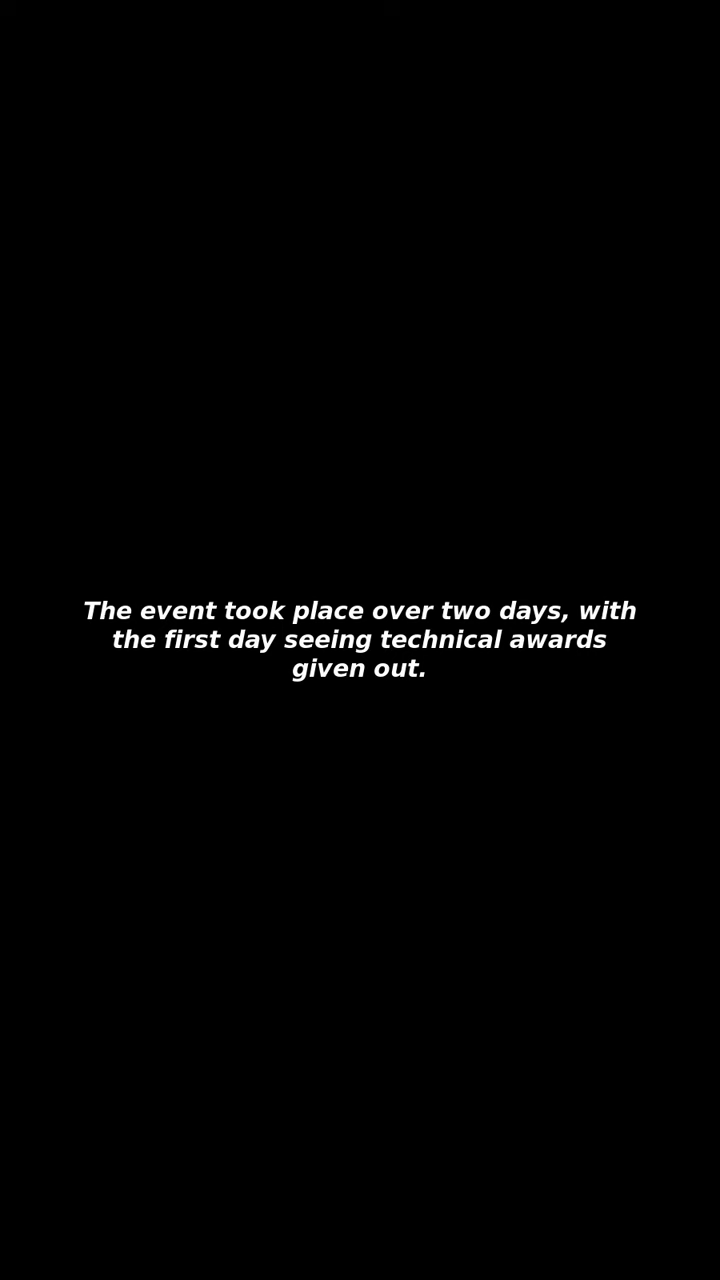 The event took place over two days, with
the first day seeing technical awards
given out.